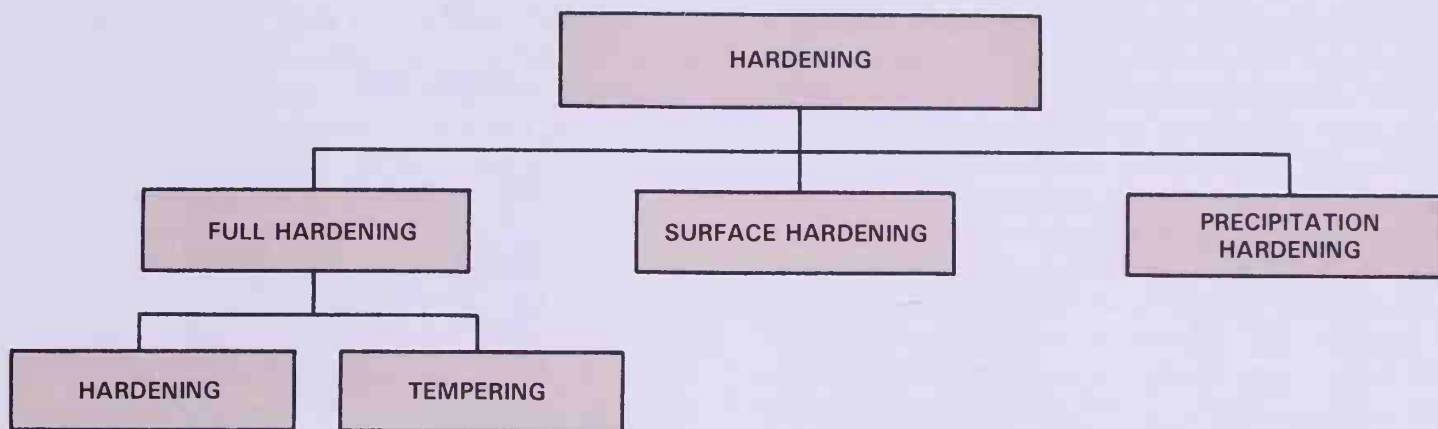 HARDENING
FULL HARDENING
SURFACE HARDENING
PRECIPITATION
HARDENING
HARDENING
TEMPERING